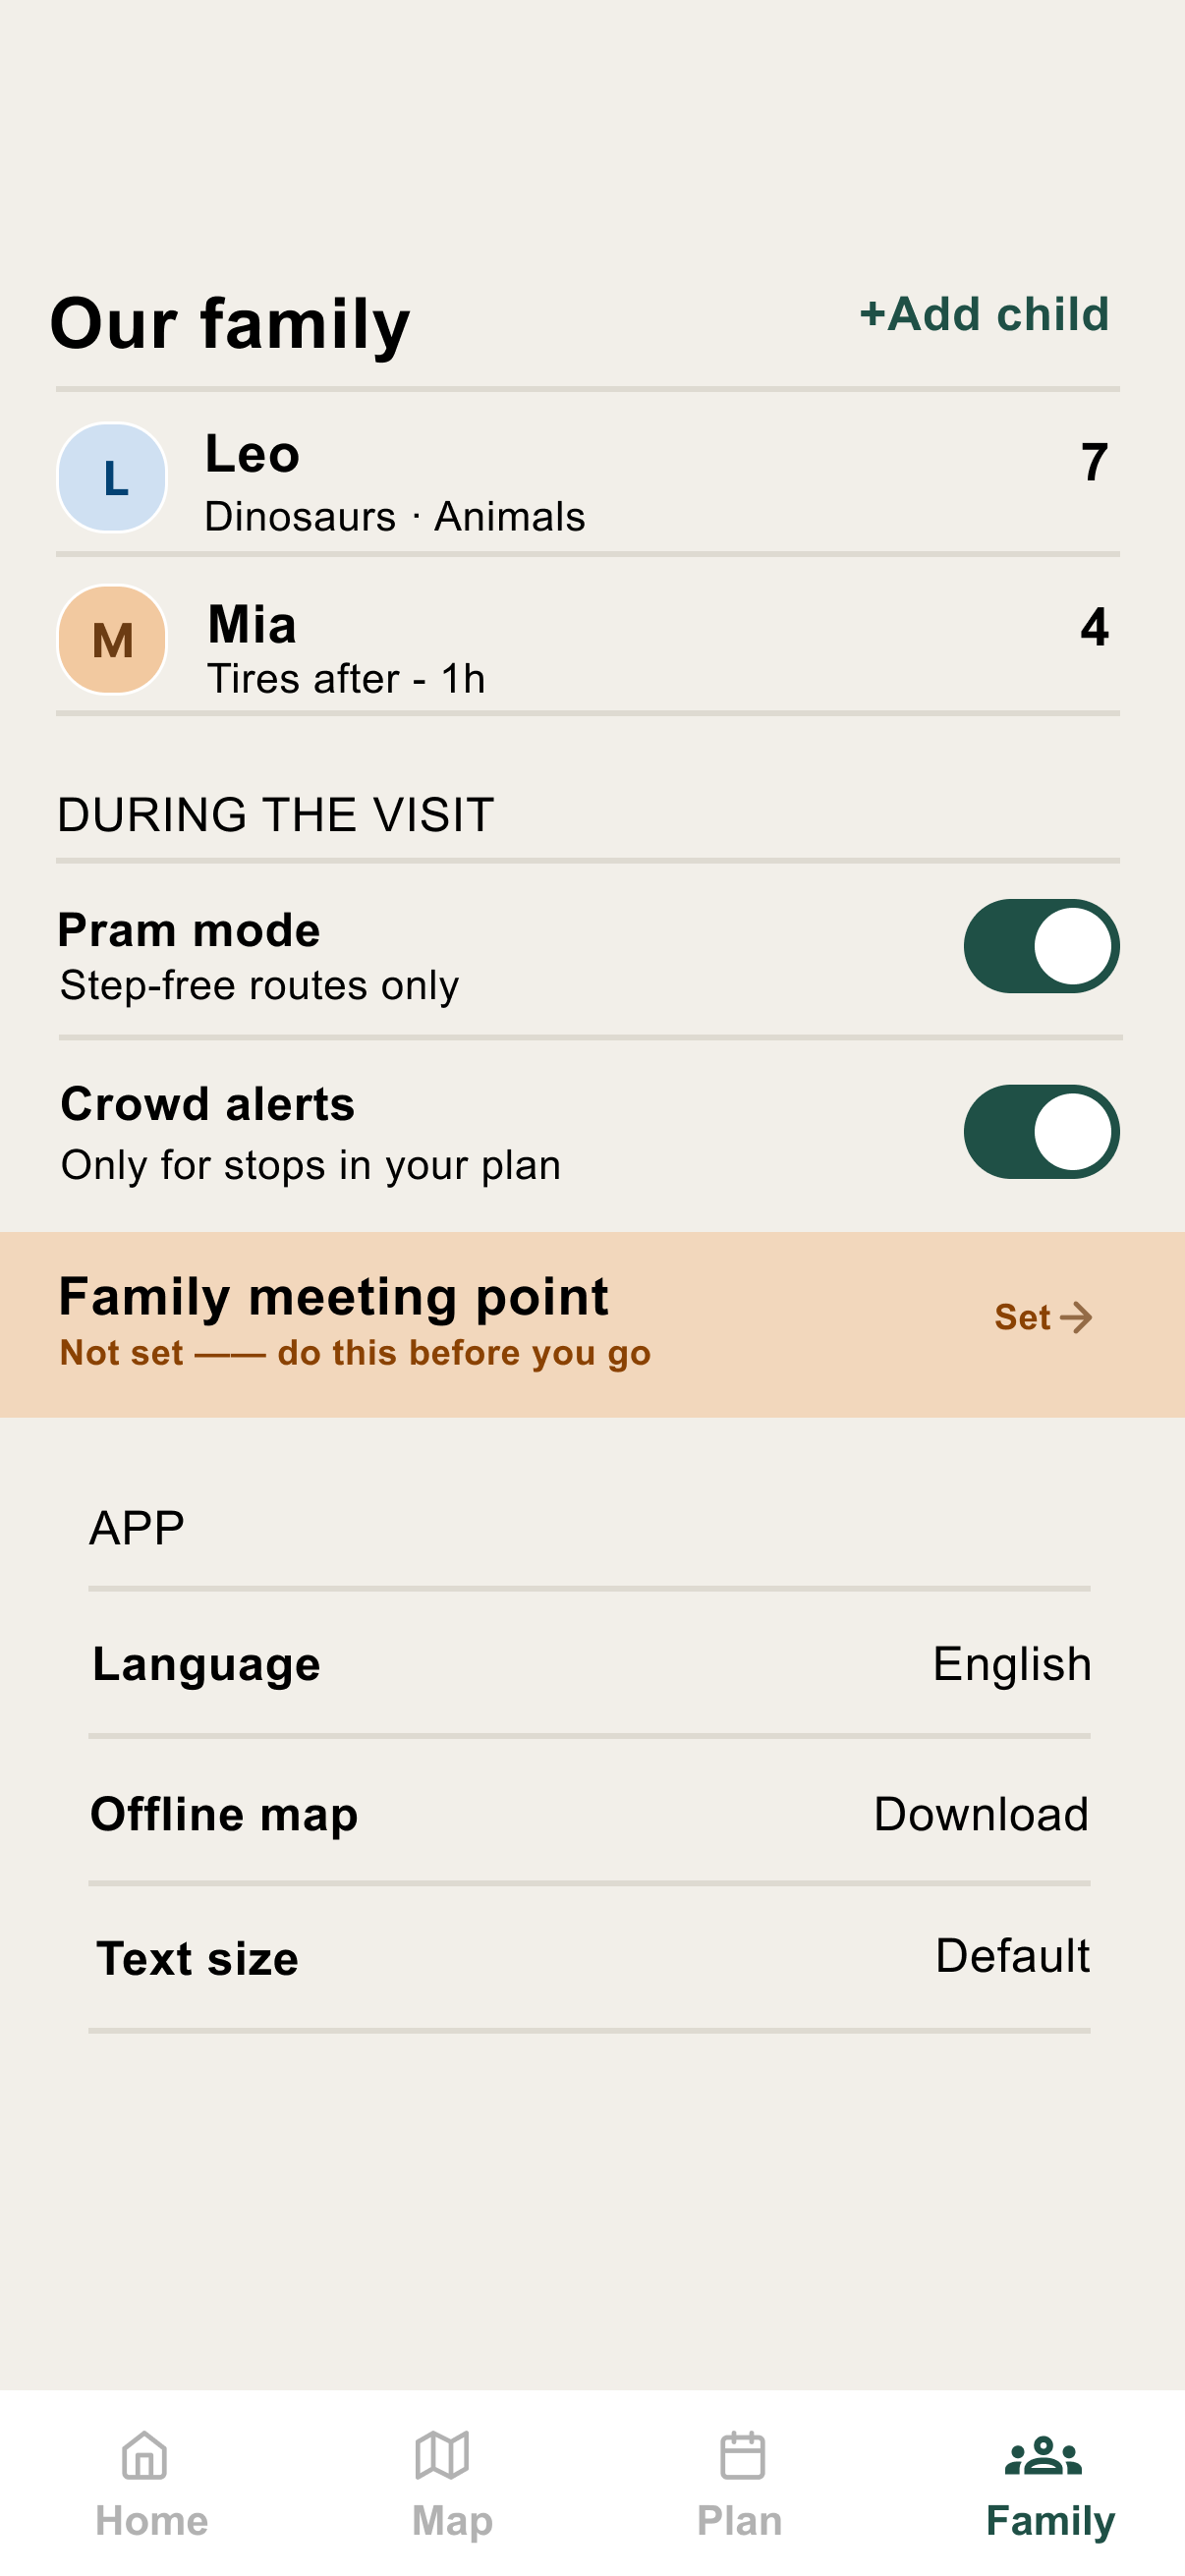 Our family
+Add child
L
Leo
7
Dinosaurs · Animals
M
Mia
4
Tires after - 1h
DURING THE VISIT
Pram mode
Step-free routes only
Crowd alerts
Only for stops in your plan
Family meeting point
Set
Not set —— do this before you go
APP
Language
English
Offline map
Download
Text size
Default
Home
Map
Plan
Family